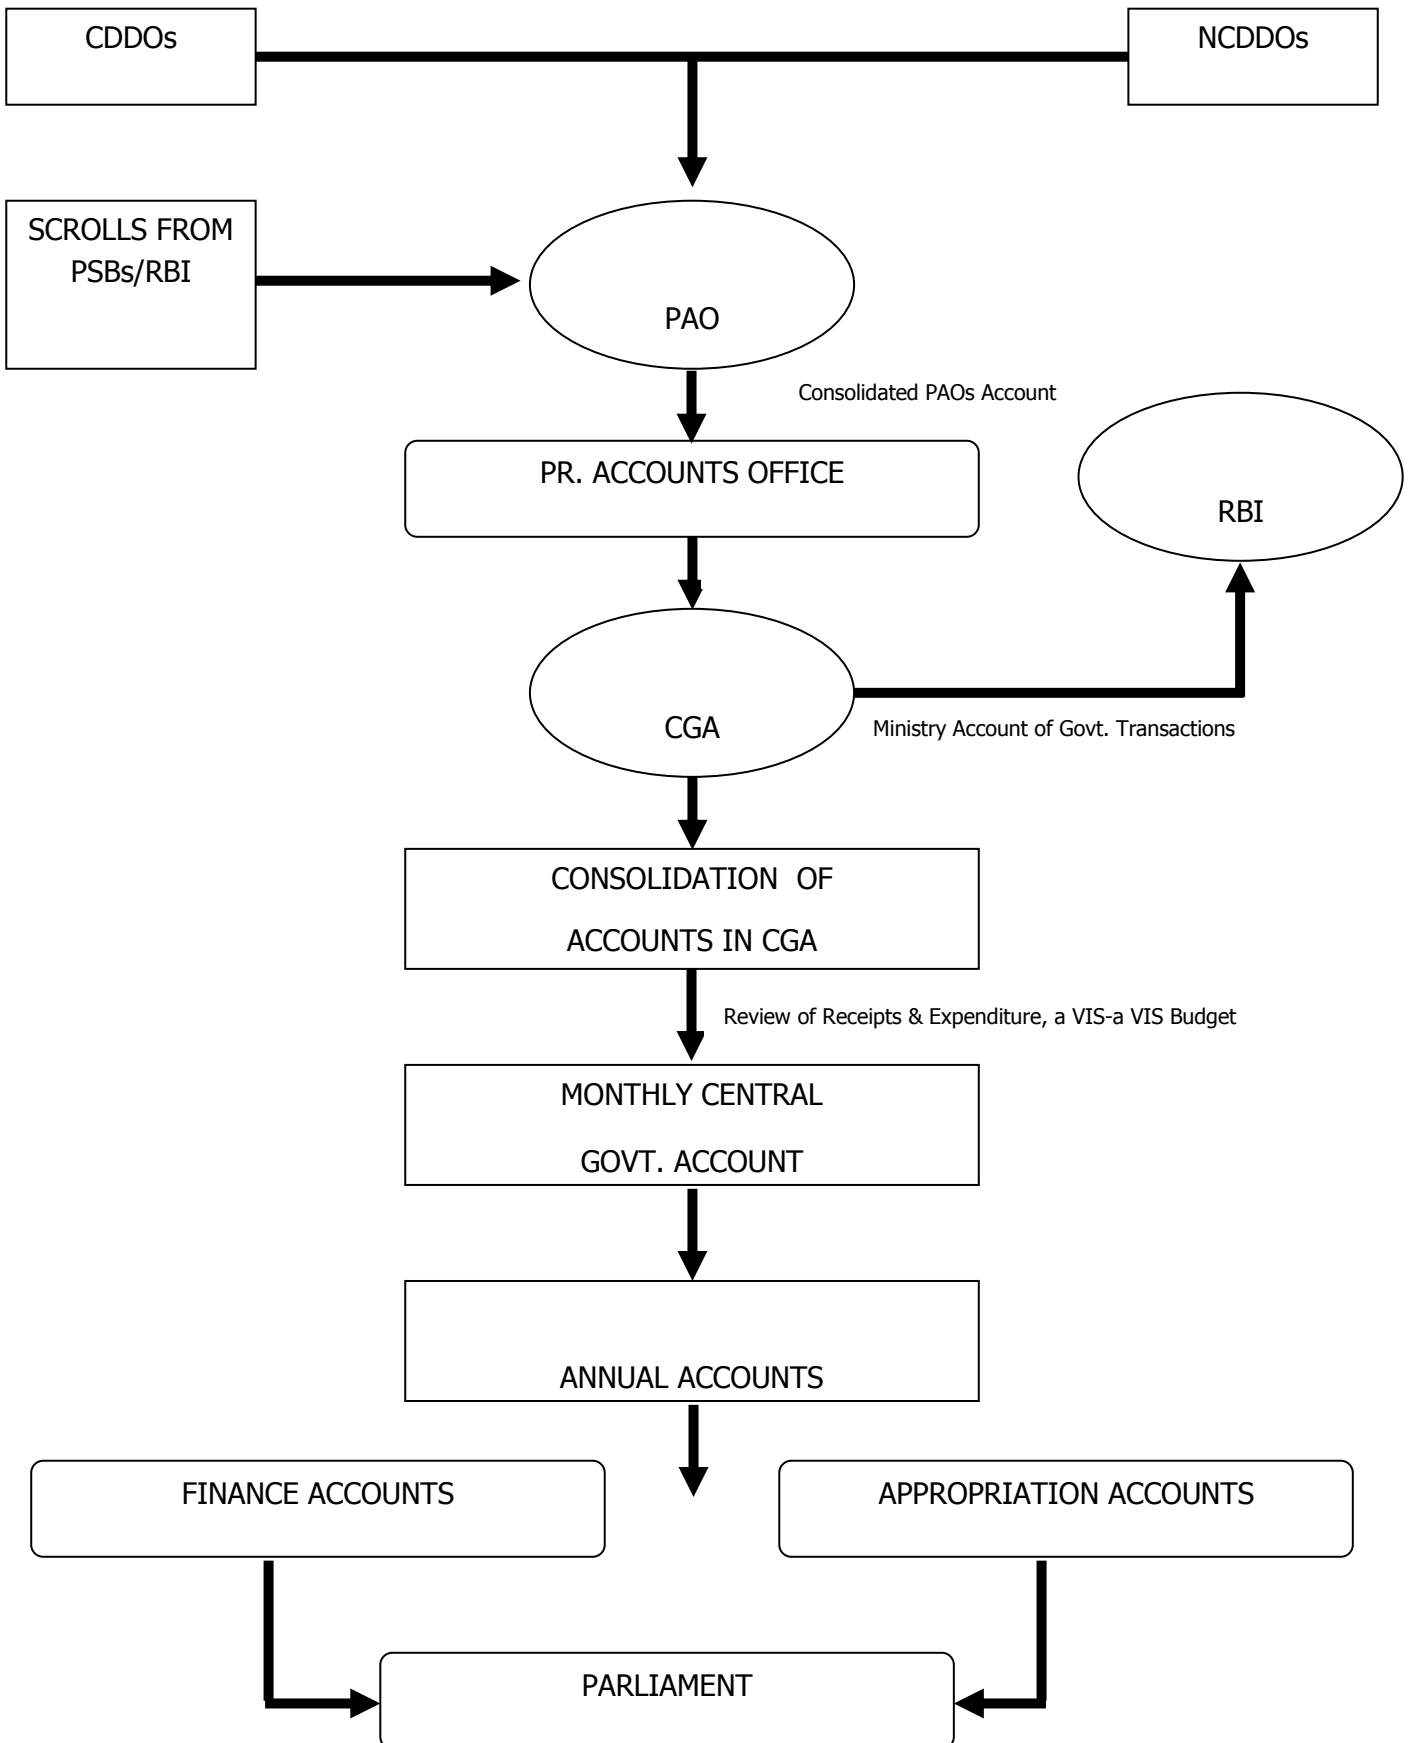 CDDOs
NCDDOs
SCROLLS FROM
PSBs/RBI
PAO
Consolidated PAOs Account
PR. ACCOUNTS OFFICE
RBI
CGA
Ministry Account of Govt. Transactions
CONSOLIDATION OF
ACCOUNTS IN CGA
Review of Receipts & Expenditure, a VIS-a VIS Budget
MONTHLY CENTRAL
GOVT. ACCOUNT
ANNUAL ACCOUNTS
FINANCE ACCOUNTS
APPROPRIATION ACCOUNTS
PARLIAMENT